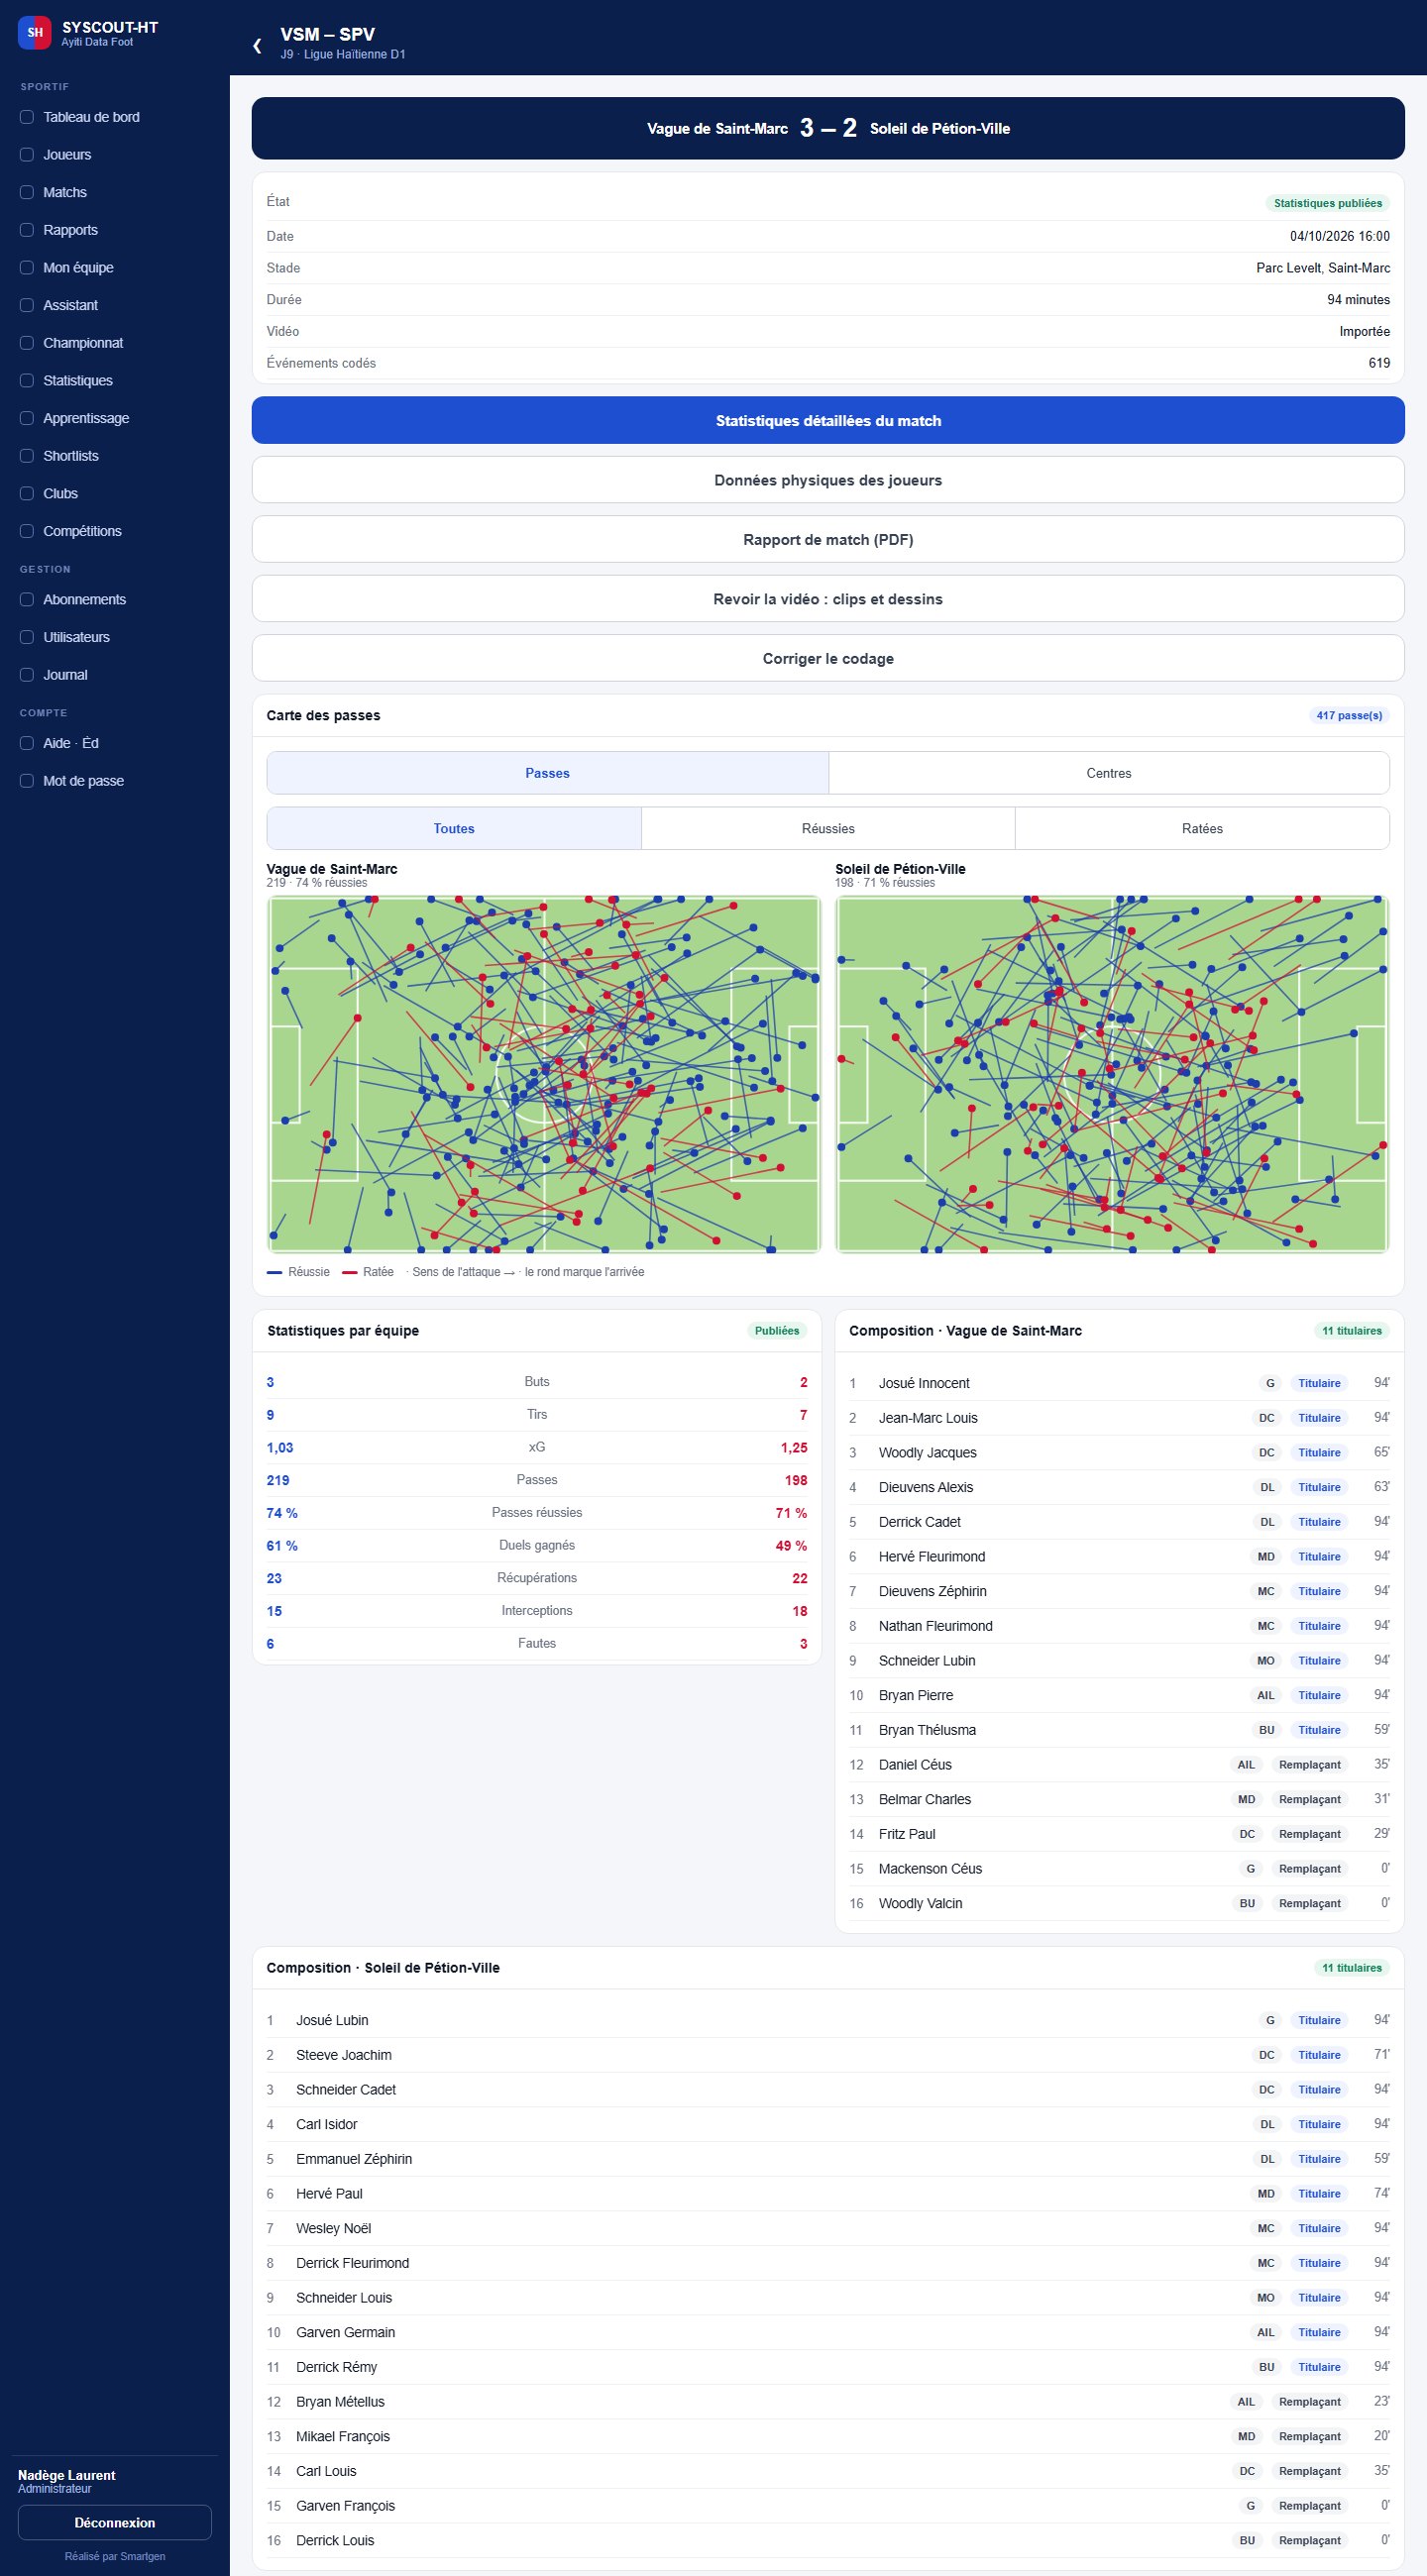 SH
SYSCOUT-HT
Ayiti Data Foot
SPORTIF
Tableau de bord
Joueurs
Matchs
Rapports
Mon équipe
Assistant
Championnat
Statistiques
Apprentissage
Shortlists
Clubs
Compétitions
GESTION
Abonnements
Utilisateurs
Journal
COMPTE
Aide · Éd
Mot de passe
Nadège Laurent
Administrateur
Déconnexion
Réalisé par Smartgen
❮ VSM – SPV
J9 · Ligue Haïtienne D1
Vague de Saint-Marc 3 – 2 Soleil de Pétion-Ville
État Statistiques publiées
Date 04/10/2026 16:00
Stade Parc Levelt, Saint-Marc
Durée 94 minutes
Vidéo Importée
Événements codés 619
Statistiques détaillées du match
Données physiques des joueurs
Rapport de match (PDF)
Revoir la vidéo : clips et dessins
Corriger le codage
Carte des passes 417 passe(s)
Passes Centres
Toutes Réussies Ratées
Vague de Saint-Marc
219 · 74 % réussies
Soleil de Pétion-Ville
198 · 71 % réussies
Réussie Ratée · Sens de l'attaque → · le rond marque l'arrivée
Statistiques par équipe Publiées
3 Buts 2
9 Tirs 7
1,03 xG 1,25
219 Passes 198
74 % Passes réussies 71 %
61 % Duels gagnés 49 %
23 Récupérations 22
15 Interceptions 18
6 Fautes 3
Composition · Vague de Saint-Marc 11 titulaires
1 Josué Innocent G Titulaire 94'
2 Jean-Marc Louis DC Titulaire 94'
3 Woodly Jacques DC Titulaire 65'
4 Dieuvens Alexis DL Titulaire 63'
5 Derrick Cadet DL Titulaire 94'
6 Hervé Fleurimond MD Titulaire 94'
7 Dieuvens Zéphirin MC Titulaire 94'
8 Nathan Fleurimond MC Titulaire 94'
9 Schneider Lubin MO Titulaire 94'
10 Bryan Pierre AIL Titulaire 94'
11 Bryan Thélusma BU Titulaire 59'
12 Daniel Céus AIL Remplaçant 35'
13 Belmar Charles MD Remplaçant 31'
14 Fritz Paul DC Remplaçant 29'
15 Mackenson Céus G Remplaçant 0'
16 Woodly Valcin BU Remplaçant 0'
Composition · Soleil de Pétion-Ville 11 titulaires
1 Josué Lubin G Titulaire 94'
2 Steeve Joachim DC Titulaire 71'
3 Schneider Cadet DC Titulaire 94'
4 Carl Isidor DL Titulaire 94'
5 Emmanuel Zéphirin DL Titulaire 59'
6 Hervé Paul MD Titulaire 74'
7 Wesley Noël MC Titulaire 94'
8 Derrick Fleurimond MC Titulaire 94'
9 Schneider Louis MO Titulaire 94'
10 Garven Germain AIL Titulaire 94'
11 Derrick Rémy BU Titulaire 94'
12 Bryan Métellus AIL Remplaçant 23'
13 Mikael François MD Remplaçant 20'
14 Carl Louis DC Remplaçant 35'
15 Garven François G Remplaçant 0'
16 Derrick Louis BU Remplaçant 0'